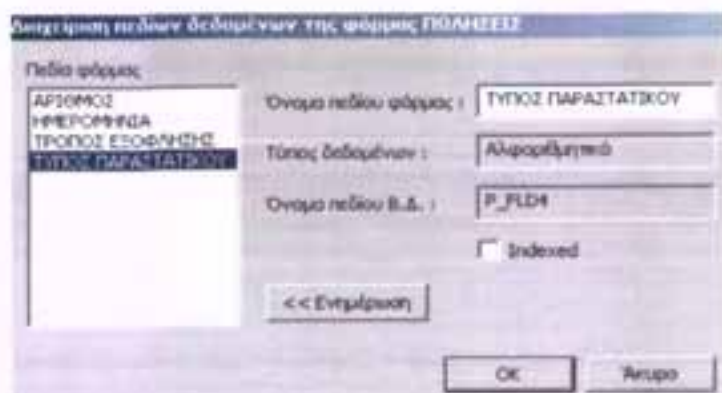 Διαχείριση πεδίων δεδομένων της φόρμας ΠΩΛΗΣΕΙΣ
Πεδία φόρμας
ΑΡΙΘΜΟΣ
ΗΜΕΡΟΜΗΝΙΑ
ΤΡΟΠΟΣ ΕΞΟΦΛΗΣΗΣ
ΤΥΠΟΣ ΠΑΡΑΣΤΑΤΙΚΟΥ
Όνομα πεδίου φόρμας : ΤΥΠΟΣ ΠΑΡΑΣΤΑΤΙΚΟΥ
Τύπος δεδομένων : Αλφαριθμητικό
Όνομα πεδίου Β.Δ. : P_FLD4
Indexed
<< Ενημέρωση
OK Άκυρο